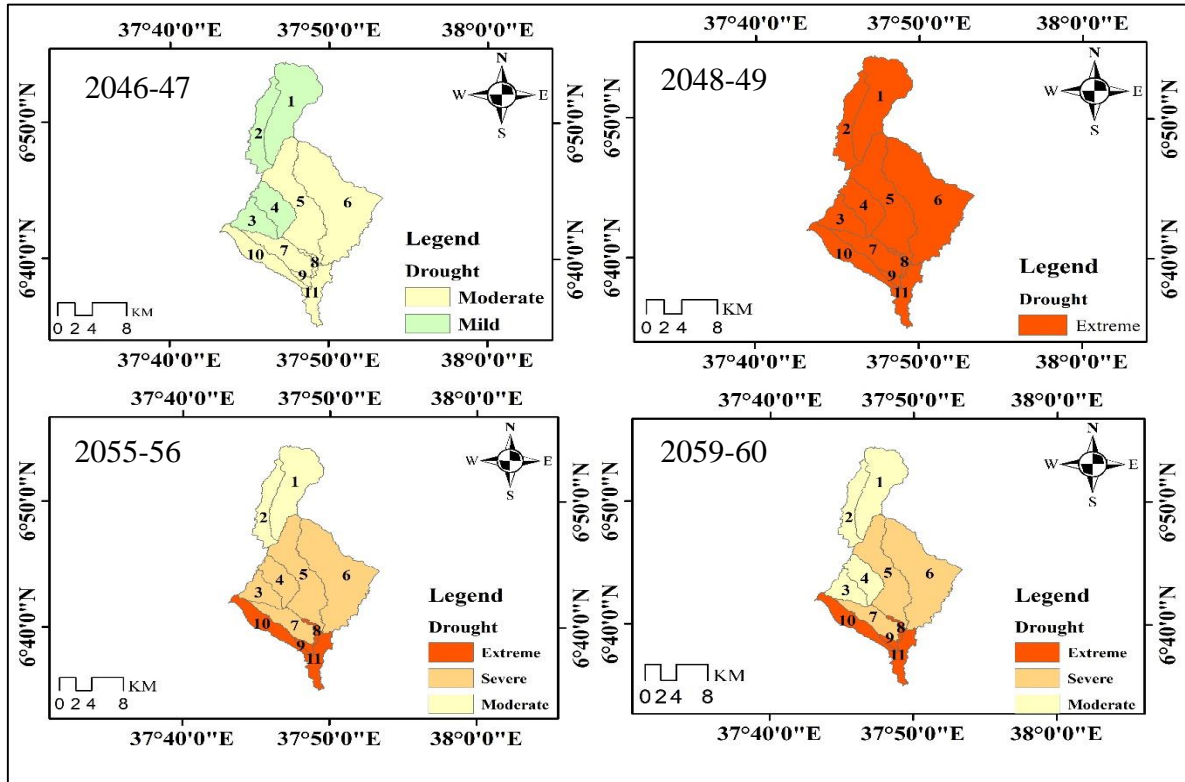 37°40'0"E 37°50'0"E 38°0'0"E
2046-47
N
W E
S
6°50'0"N
6°40'0"N
6°50'0"N
6°40'0"N
1
2
3
4
5
6
7
8
9
10
11
Legend
Drought
Moderate
Mild
KM
0 2 4 8
37°40'0"E 37°50'0"E 38°0'0"E
37°40'0"E 37°50'0"E 38°0'0"E
2048-49
N
W E
S
6°50'0"N
6°40'0"N
6°50'0"N
6°40'0"N
1
2
3
4
5
6
7
8
9
10
11
Legend
Drought
Extreme
KM
0 2 4 8
37°40'0"E 37°50'0"E 38°0'0"E
37°40'0"E 37°50'0"E 38°0'0"E
2055-56
N
W E
S
6°50'0"N
6°40'0"N
6°50'0"N
6°40'0"N
1
2
3
4
5
6
7
8
9
10
11
Legend
Drought
Extreme
Severe
Moderate
KM
0 2 4 8
37°40'0"E 37°50'0"E 38°0'0"E
37°40'0"E 37°50'0"E 38°0'0"E
2059-60
N
W E
S
6°50'0"N
6°40'0"N
6°50'0"N
6°40'0"N
1
2
3
4
5
6
7
8
9
10
11
Legend
Drought
Extreme
Severe
Moderate
KM
0 2 4 8
37°40'0"E 37°50'0"E 38°0'0"E